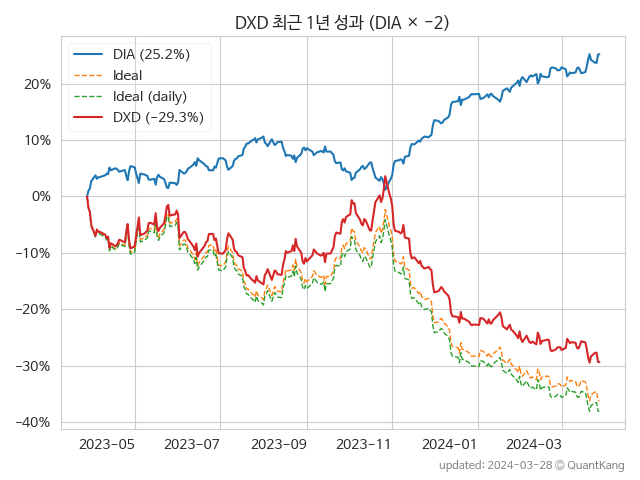 DXD 최근 1년 성과 (DIA × −2)
DIA (25.2%)
Ideal
Ideal (daily)
DXD (−29.3%)
20%
10%
0%
−10%
−20%
−30%
−40%
2023−05 2023−07 2023−09 2023−11 2024−01 2024−03
updated: 2024−03−28 © QuantKang